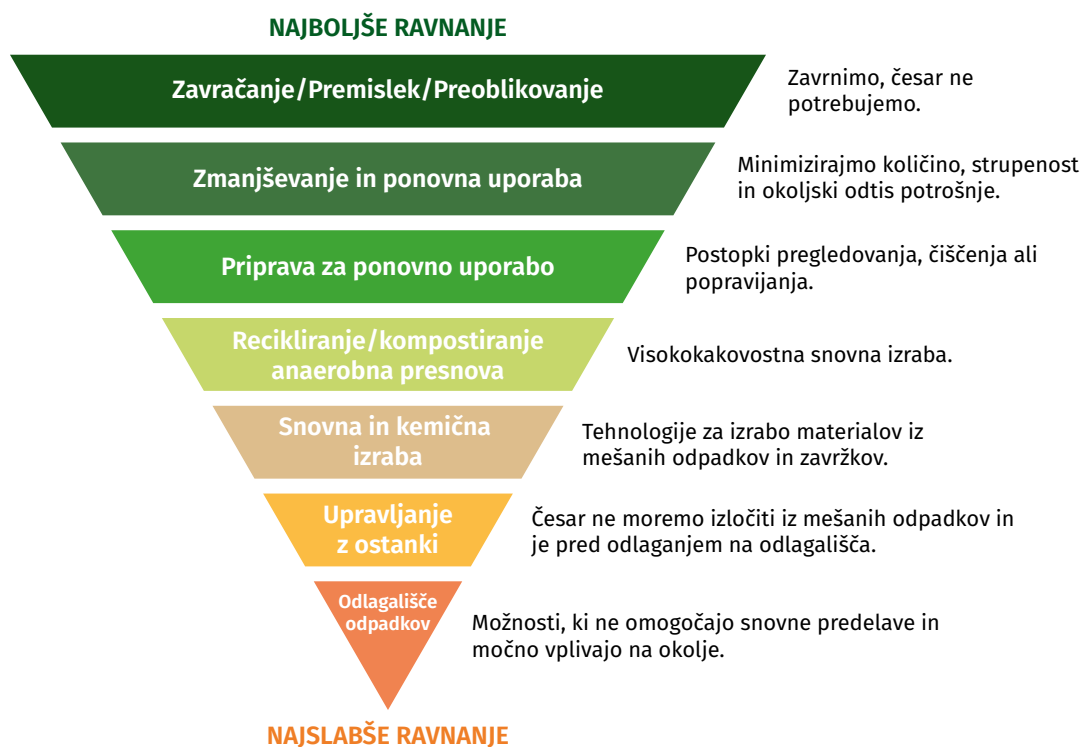 NAJBOLJŠE RAVNANJE
Zavračanje/Premislek/Preoblikovanje
Zavrnimo, česar ne
potrebujemo.
Zmanjševanje in ponovna uporaba
Minimizirajmo količino, strupenost
in okoljski odtis potrošnje.
Priprava za ponovno uporabo
Postopki pregledovanja, čiščenja ali
popravijanja.
Recikliranje/kompostiranje
anaerobna presnova
Visokokakovostna snovna izraba.
Snovna in kemična
izraba
Tehnologije za izrabo materialov iz
mešanih odpadkov in zavržkov.
Upravljanje
z ostanki
Česar ne moremo izločiti iz mešanih odpadkov in
je pred odlaganjem na odlagališča.
Odlagališče
odpadkov
Možnosti, ki ne omogočajo snovne predelave in
močno vplivajo na okolje.
NAJSLABŠE RAVNANJE